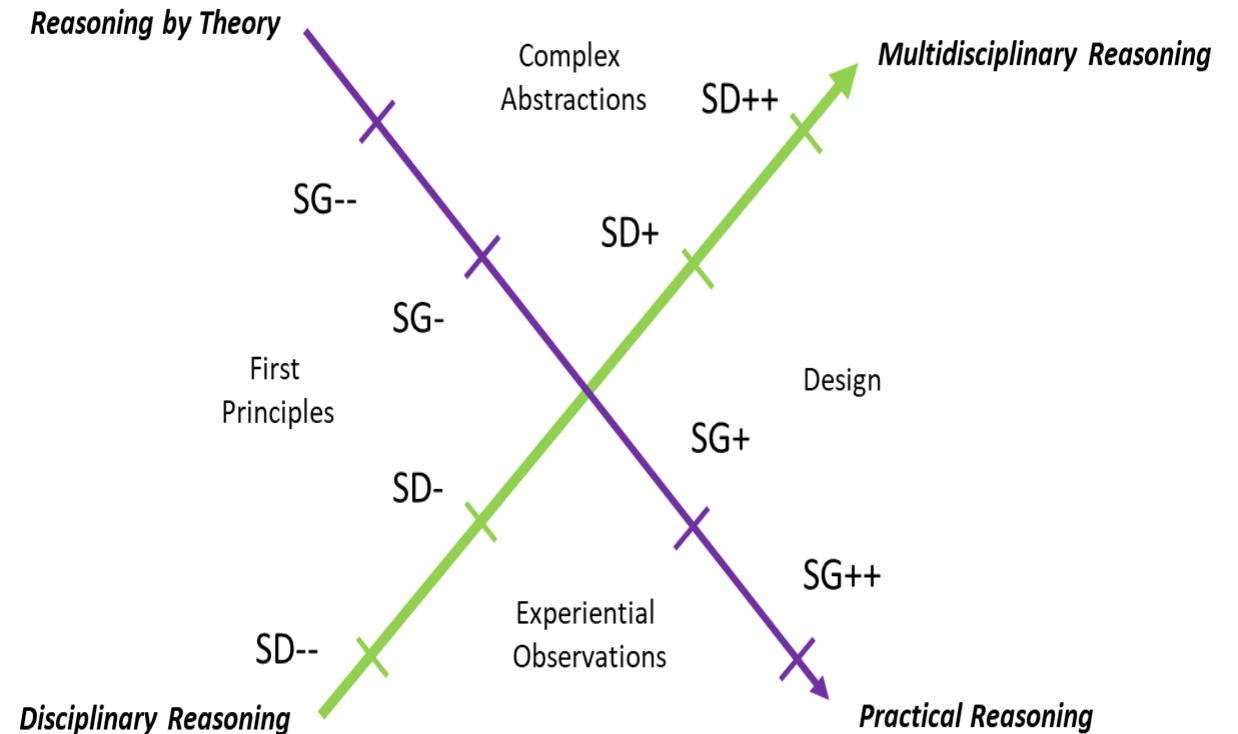 Reasoning by Theory
Complex
Abstractions
Multidisciplinary Reasoning
SD++
SG--
SD+
SG-
First
Principles
Design
SG+
SD-
SG++
Experiential
Observations
SD--
Disciplinary Reasoning
Practical Reasoning